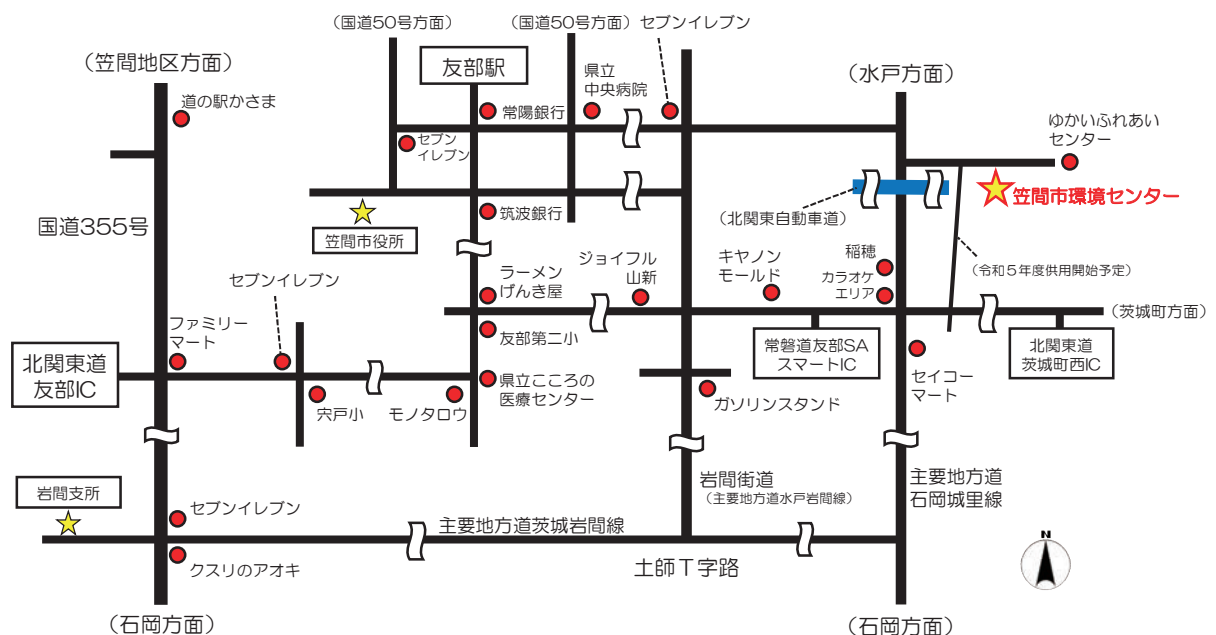 （国道50号方面）
（国道50号方面）
セブンイレブン
（笠間地区方面）
友部駅
県立
中央病院
（水戸方面）
道の駅かさま
常陽銀行
ゆかいふれあい
センター
セブン
イレブン
笠間市環境センター
国道355号
筑波銀行
（北関東自動車道）
笠間市役所
ジョイフル
山新
キヤノン
モールド
稲穂
（令和５年度供用開始予定）
セブンイレブン
ラーメン
げんき屋
カラオケ
エリア
（茨城町方面）
ファミリー
マート
友部第二小
常磐道友部SA
スマートIC
北関東道
茨城町西IC
北関東道
友部IC
県立こころの
医療センター
セイコー
マート
宍戸小
モノタロウ
ガソリンスタンド
岩間街道
（主要地方道水戸岩間線）
主要地方道
石岡城里線
岩間支所
セブンイレブン
主要地方道茨城岩間線
N
クスリのアオキ
土師Ｔ字路
（石岡方面）
（石岡方面）